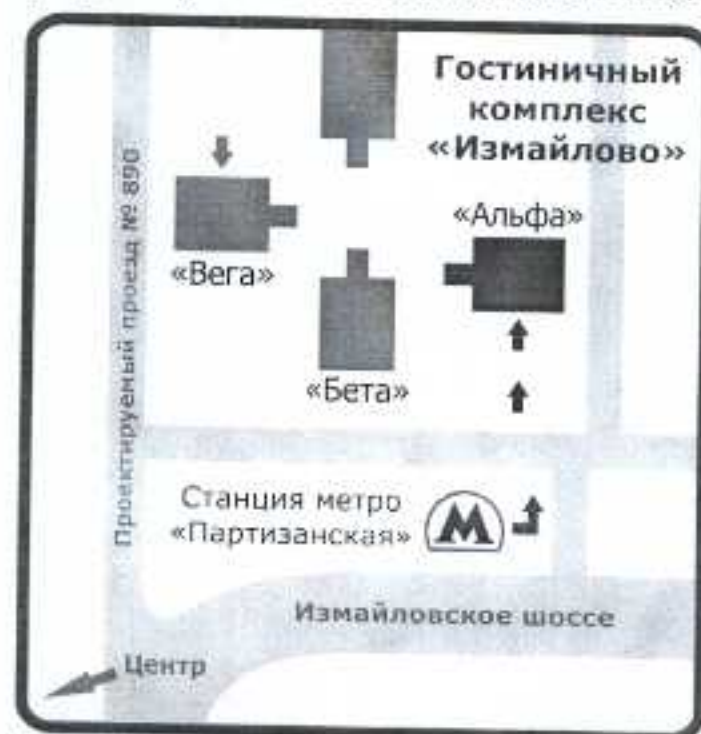 Гостиничный
комплекс
«Измайлово»
«Альфа»
«Вега»
«Бета»
Проектируемый проезд № 890
Станция метро
«Партизанская»
М
Измайловское шоссе
Центр